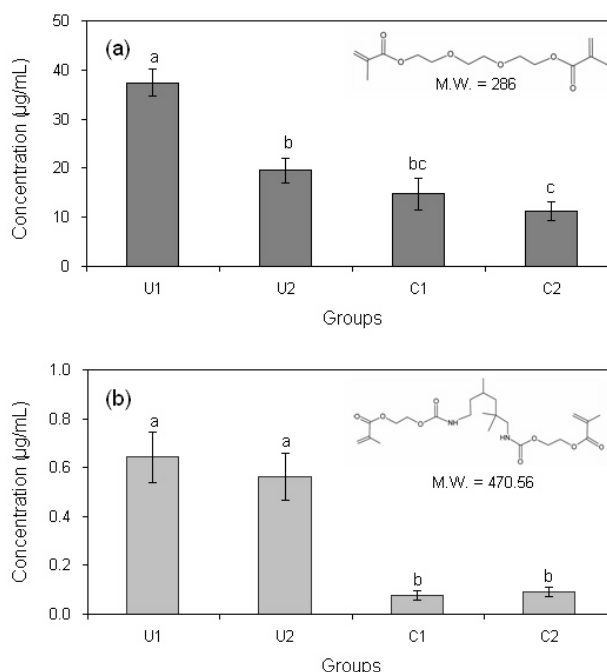 50
(a)
a
40
30
b
bc
20
c
10
0
Concentration (µg/mL)
O
O
O
O
O
O
M.W. = 286
U1 U2 C1 C2
Groups
1.0
(b)
a
0.8
a
0.6
0.4
0.2
b b
0.0
Concentration (µg/mL)
O
O
O
O
NH
NH
O
O
O
O
M.W. = 470.56
U1 U2 C1 C2
Groups